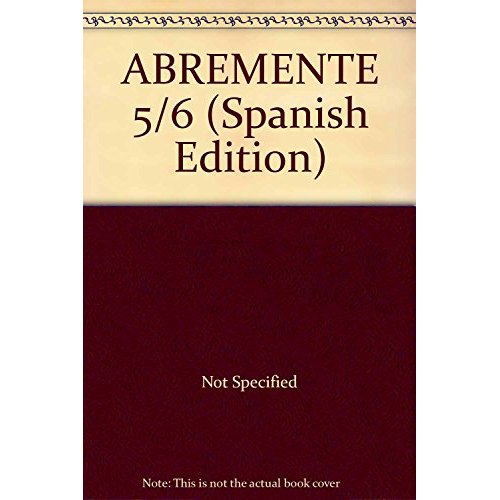 ABREMENTE
5/6 (Spanish
Edition)
Not Specified
Note: This is not the actual book cover